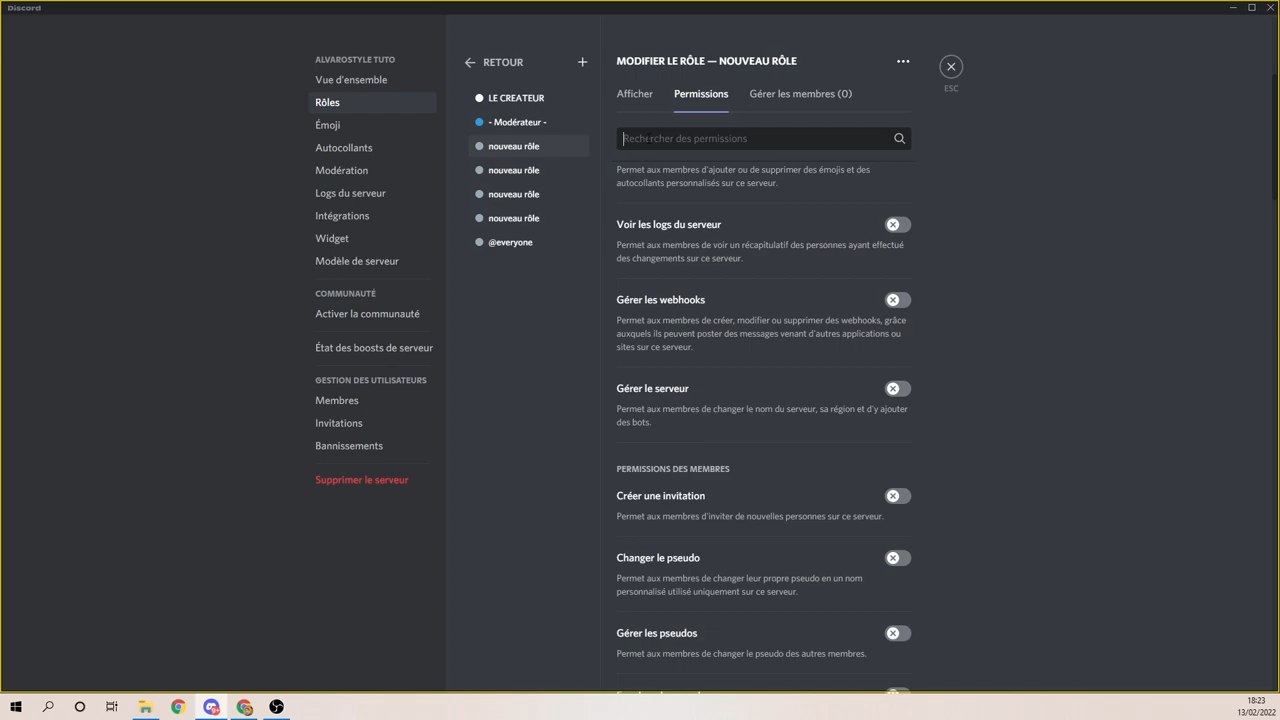 Discord
ALVAROSTYLE TUTO
Vue d'ensemble
Rôles
Émoji
Autocollants
Modération
Logs du serveur
Intégrations
Widget
Modèle de serveur
COMMUNAUTÉ
Activer la communauté
État des boosts de serveur
GESTION DES UTILISATEURS
Membres
Invitations
Bannissements
Supprimer le serveur
RETOUR
LE CREATEUR
- Modérateur -
nouveau rôle
nouveau rôle
nouveau rôle
nouveau rôle
@everyone
MODIFIER LE RÔLE — NOUVEAU RÔLE
Afficher Permissions Gérer les membres (0)
Rechercher des permissions
Permet aux membres d'ajouter ou de supprimer des émojis et des
autocollants personnalisés sur ce serveur.
Voir les logs du serveur
Permet aux membres de voir un récapitulatif des personnes ayant effectué
des changements sur ce serveur.
Gérer les webhooks
Permet aux membres de créer, modifier ou supprimer des webhooks, grâce
auxquels ils peuvent poster des messages venant d'autres applications ou
sites sur ce serveur.
Gérer le serveur
Permet aux membres de changer le nom du serveur, sa région et d'y ajouter
des bots.
PERMISSIONS DES MEMBRES
Créer une invitation
Permet aux membres d'inviter de nouvelles personnes sur ce serveur.
Changer le pseudo
Permet aux membres de changer leur propre pseudo en un nom
personnalisé utilisé uniquement sur ce serveur.
Gérer les pseudos
Permet aux membres de changer le pseudo des autres membres.
ESC
18:23
13/02/2022